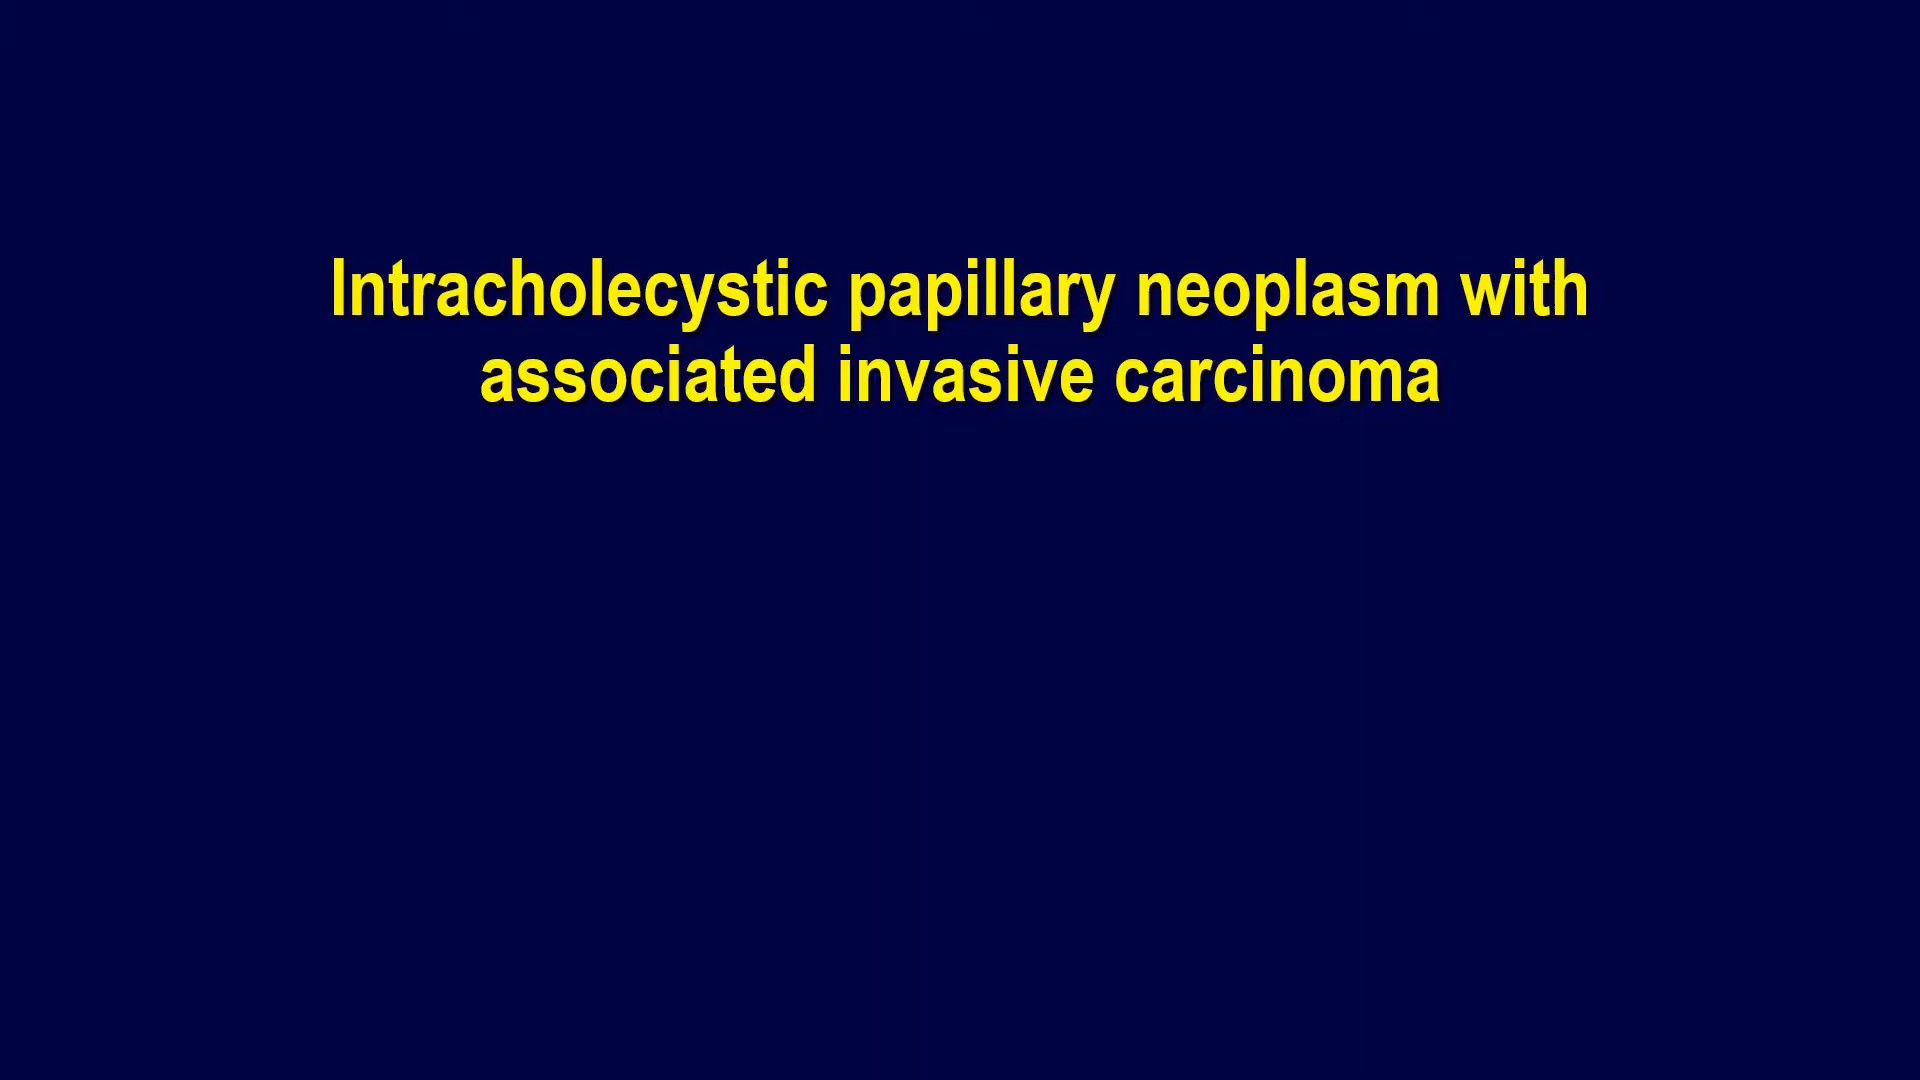 Intracholecystic papillary neoplasm with
associated invasive carcinoma